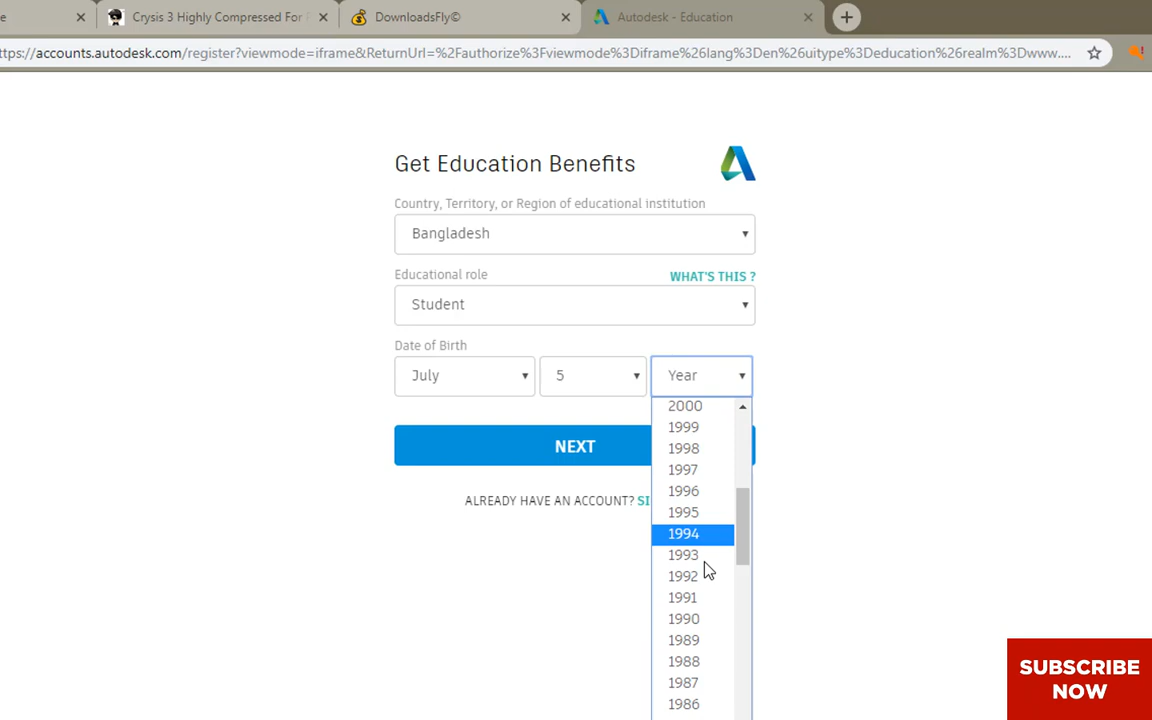 e
Crysis 3 Highly Compressed For
DownloadsFly©
Autodesk - Education
ttps://accounts.autodesk.com/register?viewmode=iframe&ReturnUrl=%2Fauthorize%3Fviewmode%3Diframe%26lang%3Den%26uitype%3Deducation%26realm%3Dwww....
Get Education Benefits
Country, Territory, or Region of educational institution
Bangladesh
Educational role
WHAT'S THIS ?
Student
Date of Birth
July
5
Year
2000
1999
NEXT
1998
1997
1996
ALREADY HAVE AN ACCOUNT? SI
1995
1994
1993
1992
1991
1990
1989
1988
1987
1986
SUBSCRIBE
NOW